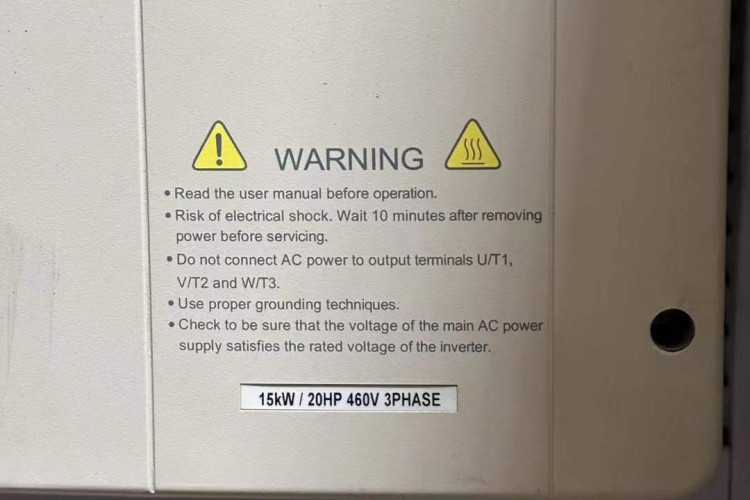 WARNING
• Read the user manual before operation.
• Risk of electrical shock. Wait 10 minutes after removing
power before servicing.
• Do not connect AC power to output terminals U/T1,
V/T2 and W/T3.
• Use proper grounding techniques.
• Check to be sure that the voltage of the main AC power
supply satisfies the rated voltage of the inverter.
15kW / 20HP 460V 3PHASE